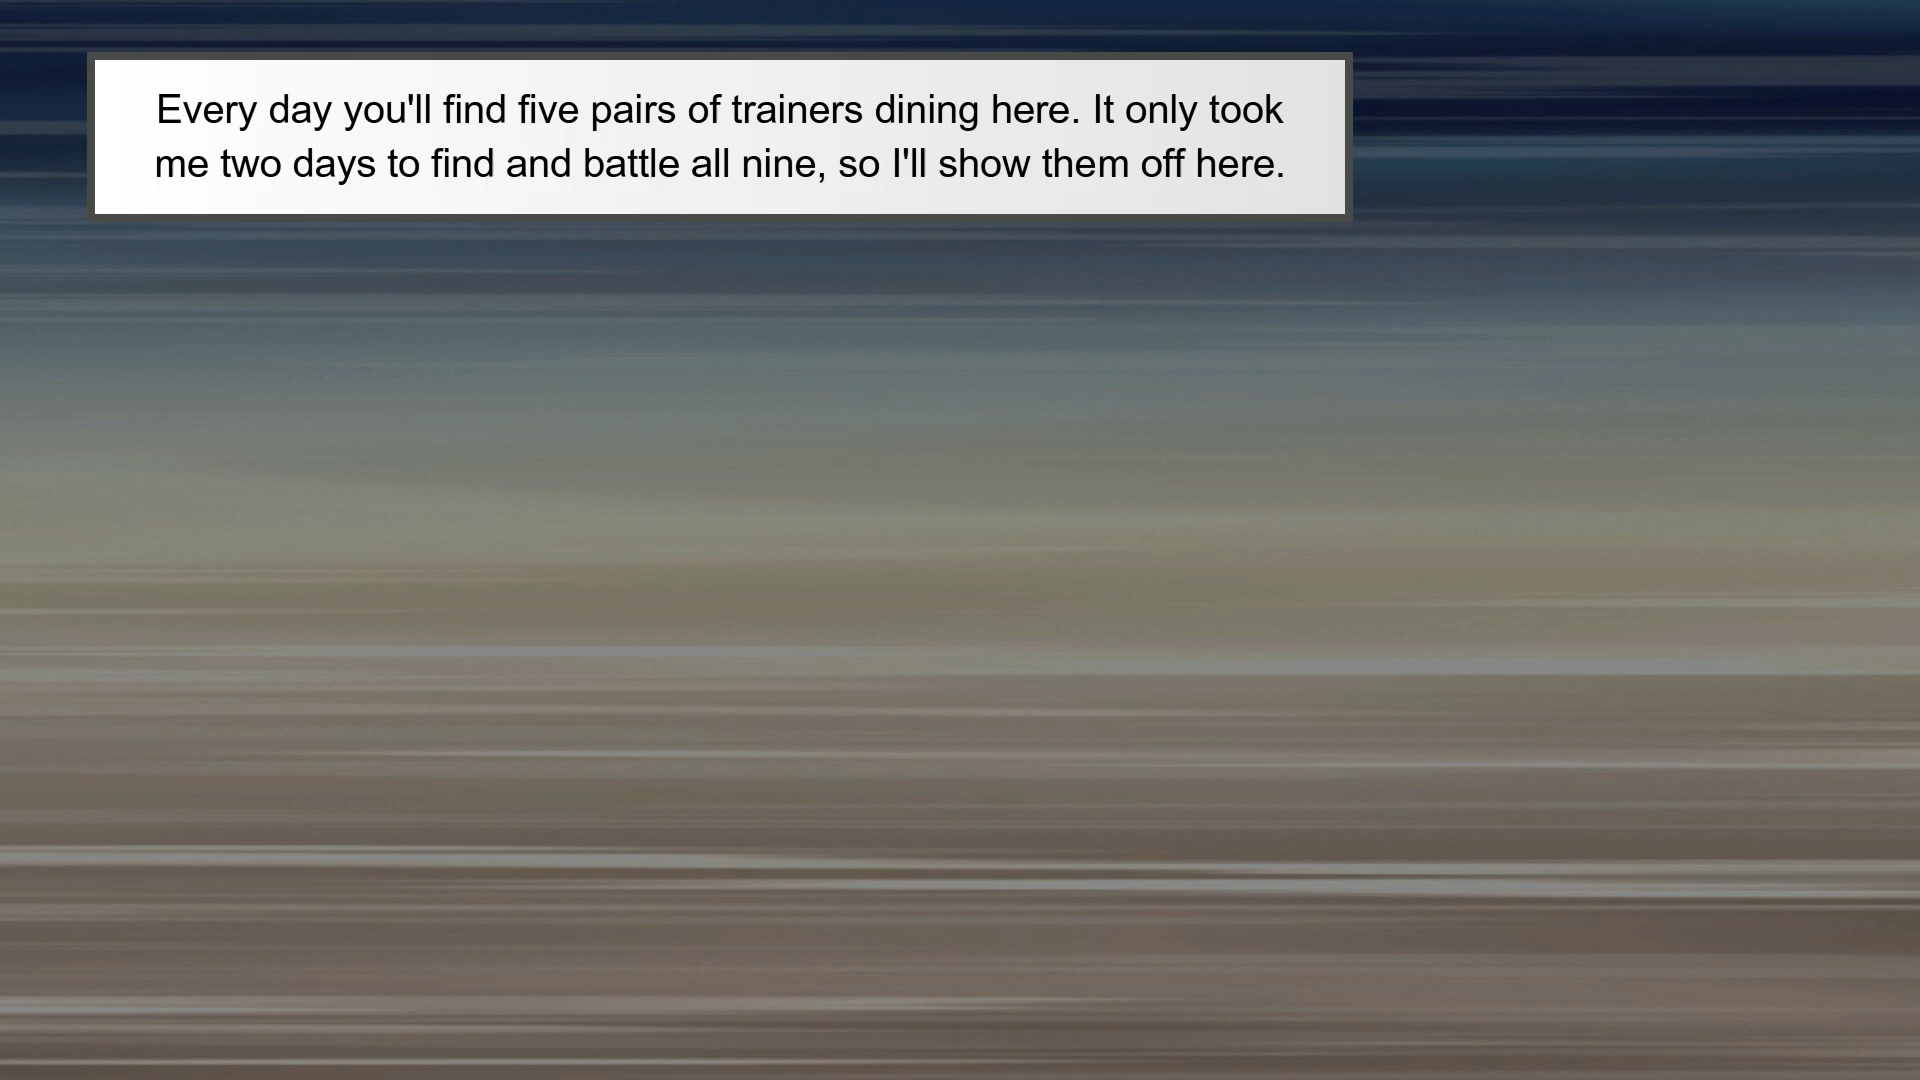 Every day you'll find five pairs of trainers dining here. It only took
me two days to find and battle all nine, so I'll show them off here.